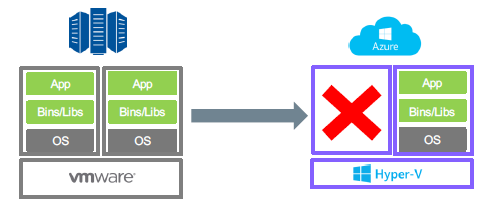 Azure
App
App
App
Bins/Libs
Bins/Libs
Bins/Libs
OS
OS
OS
vmware®
Hyper-V